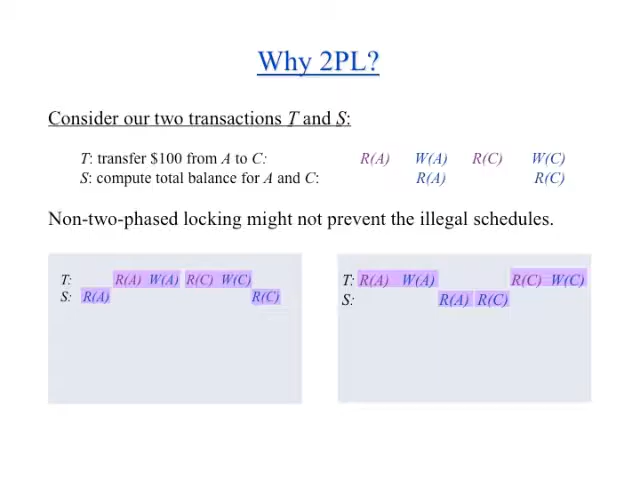 Why 2PL?
Consider our two transactions T and S:
T: transfer $100 from A to C: R(A) W(A) R(C) W(C)
S: compute total balance for A and C: R(A) R(C)
Non-two-phased locking might not prevent the illegal schedules.
T: R(A) W(A) R(C) W(C)
S: R(A) R(C)
T: R(A) W(A) R(C) W(C)
S: R(A) R(C)